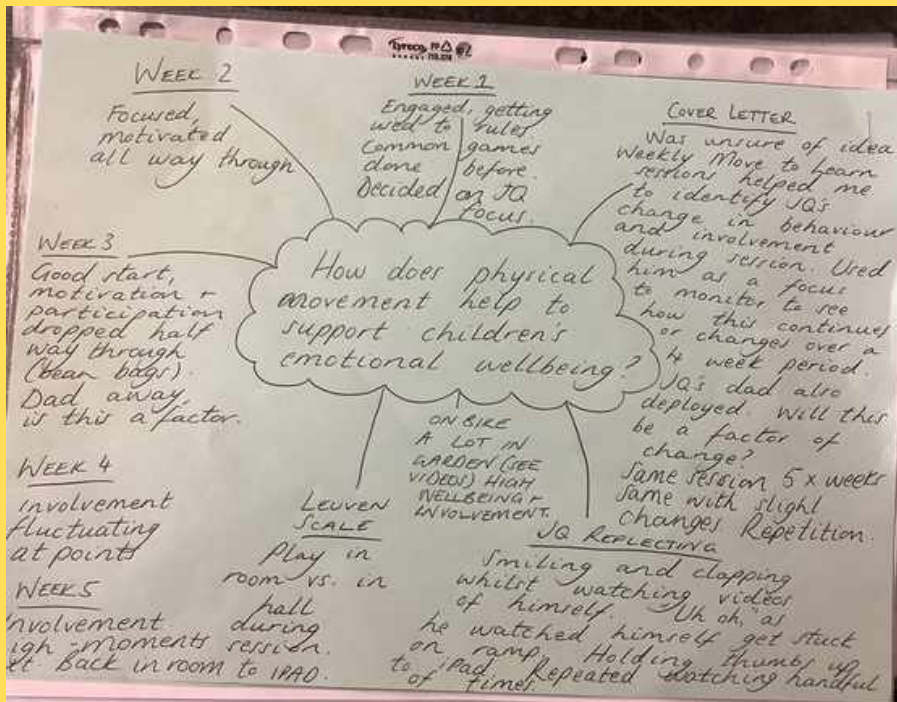 Tyreco
WEEK 2
Focused,
motivated
all way through
WEEK 1
Engaged, getting
used to rules
Common games
done before.
Decided on JQ
focus.
COVER LETTER
Was unsure of idea
Weekly Move to Learn
sessions helped me
to identify JQ's
change in behaviour
and involvement
during session. Used
him as a focus
to monitor, to see
how this continues
or changes over a
4 week period.
JQ's dad also
deployed. Will this
be a factor of
change?
Same session 5 x weeks
same with slight
changes Repetition.
How does physical
movement help to
support children's
emotional wellbeing?
WEEK 3
Good start,
motivation +
participation
dropped half
way through
(bean bags).
Dad away,
is this a factor.
WEEK 4
involvement
fluctuating
at points
WEEK 5
nvolvement
igh - moments
Back in room to IPAD.
LEUVEN
SCALE
Play in
room vs. in
hall
during
session.
ON BIKE
A LOT IN
GARDEN (SEE
VIDEOS) HIGH
WELLBEING +
INVOLVEMENT.
JQ REFLECTING
Smiling and clapping
whilst watching videos
of himself. "Uh oh," as
he watched himself get stuck
on ramp. Holding thumbs up
to iPad. Repeated watching handful
of times.